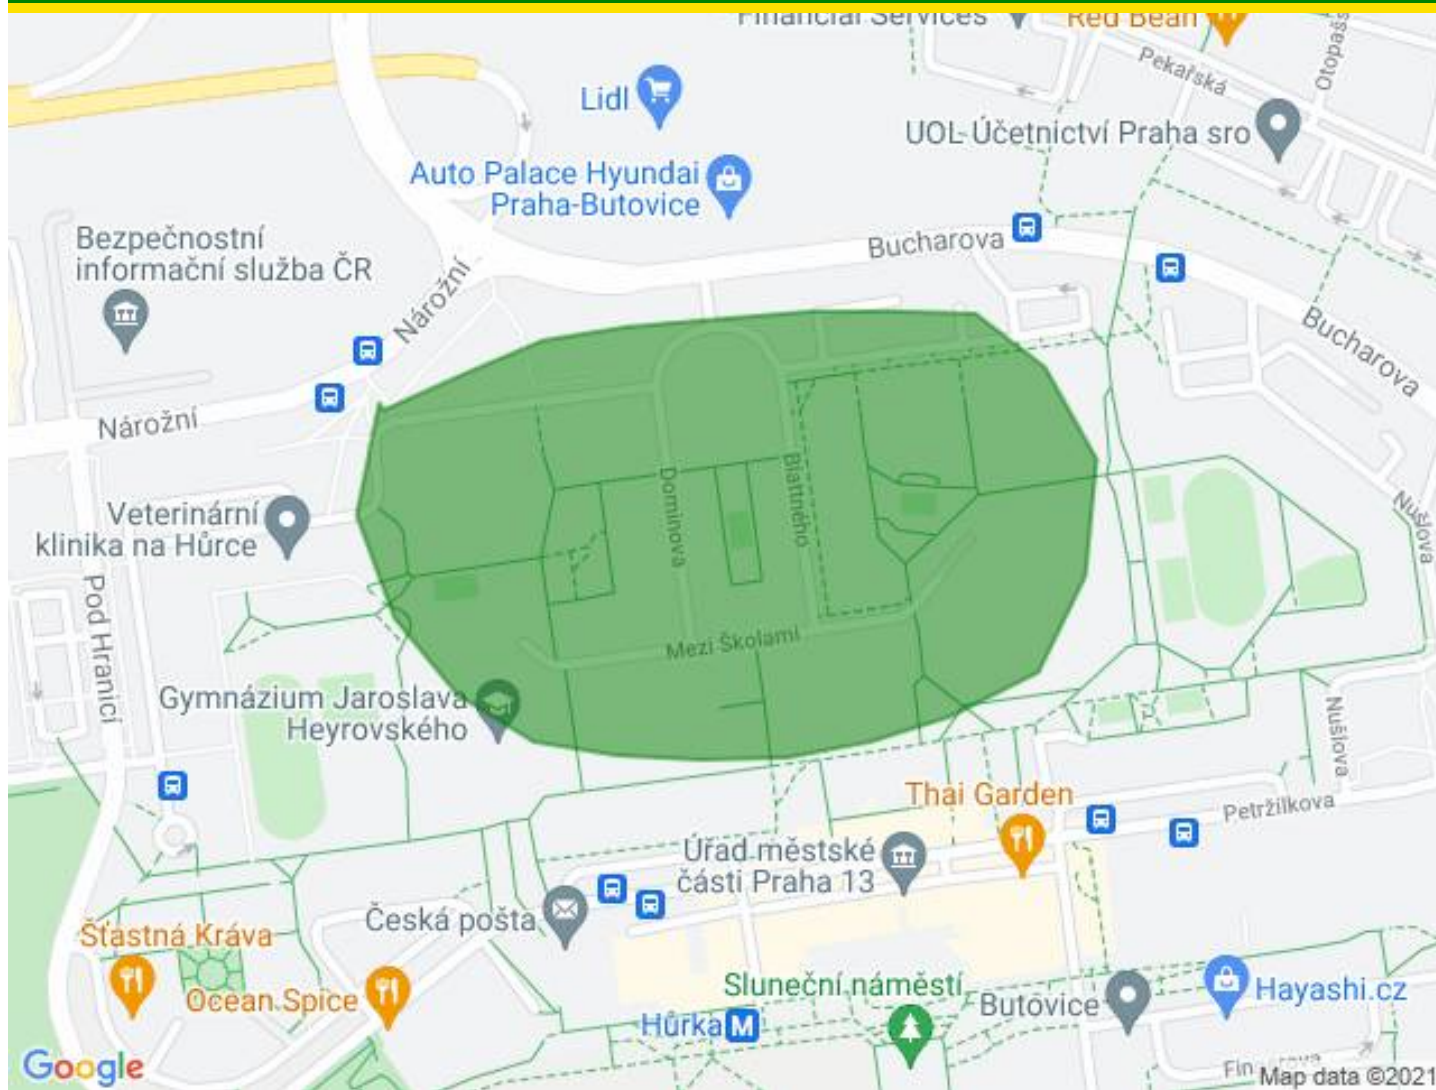 Financial Services
Red Bean
Pekařská
Lidl
UOL-Účetnictví Praha sro
Auto Palace Hyundai
Praha-Butovice
Bezpečnostní
informační služba ČR
Bucharova
Nárožní
Bucharova
Nárožní
Dominova
Blattného
Nušlova
Veterinární
klinika na Hůrce
Pod Hranicí
Mezi Školami
Gymnázium Jaroslava
Heyrovského
Nušlova
Thai Garden
Petržilkova
Úřad městské
části Praha 13
Česká pošta
Šťastná Kráva
Ocean Spice
Sluneční náměstí
Butovice
Hayashi.cz
Hůrka M
Google
Map data ©2021